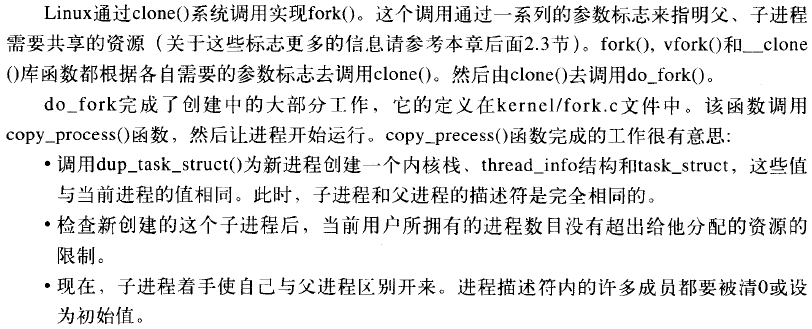 Linux通过clone()系统调用实现fork()。这个调用通过一系列的参数标志来指明父、子进程
需要共享的资源（关于这些标志更多的信息请参考本章后面2.3节）。fork(), vfork()和__clone
()库函数都根据各自需要的参数标志去调用clone()。然后由clone()去调用do_fork()。
do_fork完成了创建中的大部分工作，它的定义在kernel/fork.c文件中。该函数调用
copy_process()函数，然后让进程开始运行。copy_precess()函数完成的工作很有意思:
• 调用dup_task_struct()为新进程创建一个内核栈、thread_info结构和task_struct，这些值
与当前进程的值相同。此时，子进程和父进程的描述符是完全相同的。
• 检查新创建的这个子进程后，当前用户所拥有的进程数目没有超出给他分配的资源的
限制。
• 现在，子进程着手使自己与父进程区别开来。进程描述符内的许多成员都要被清0或设
为初始值。